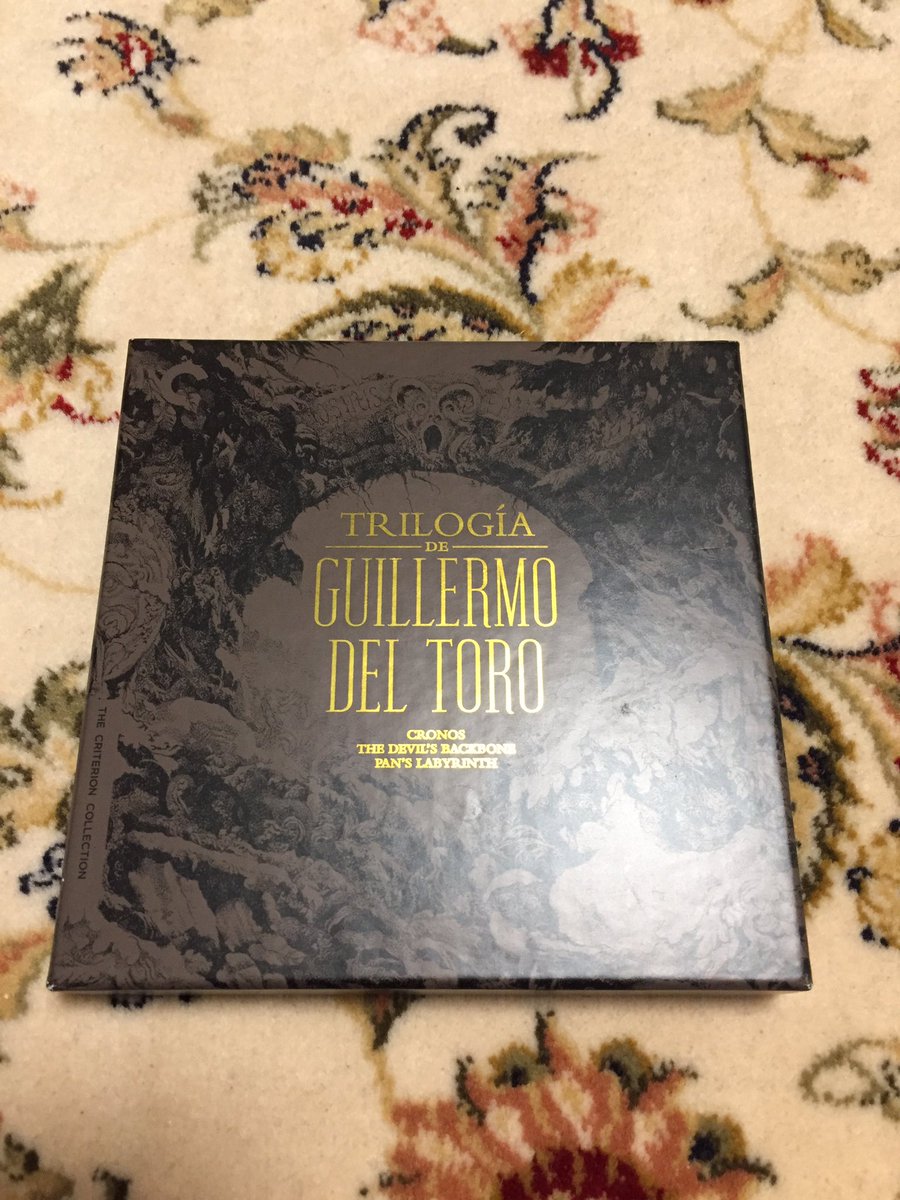 TRILOGÍA
DE
GUILLERMO
DEL TORO
CRONOS
THE DEVIL'S BACKBONE
PAN'S LABYRINTH
THE CRITERION COLLECTION